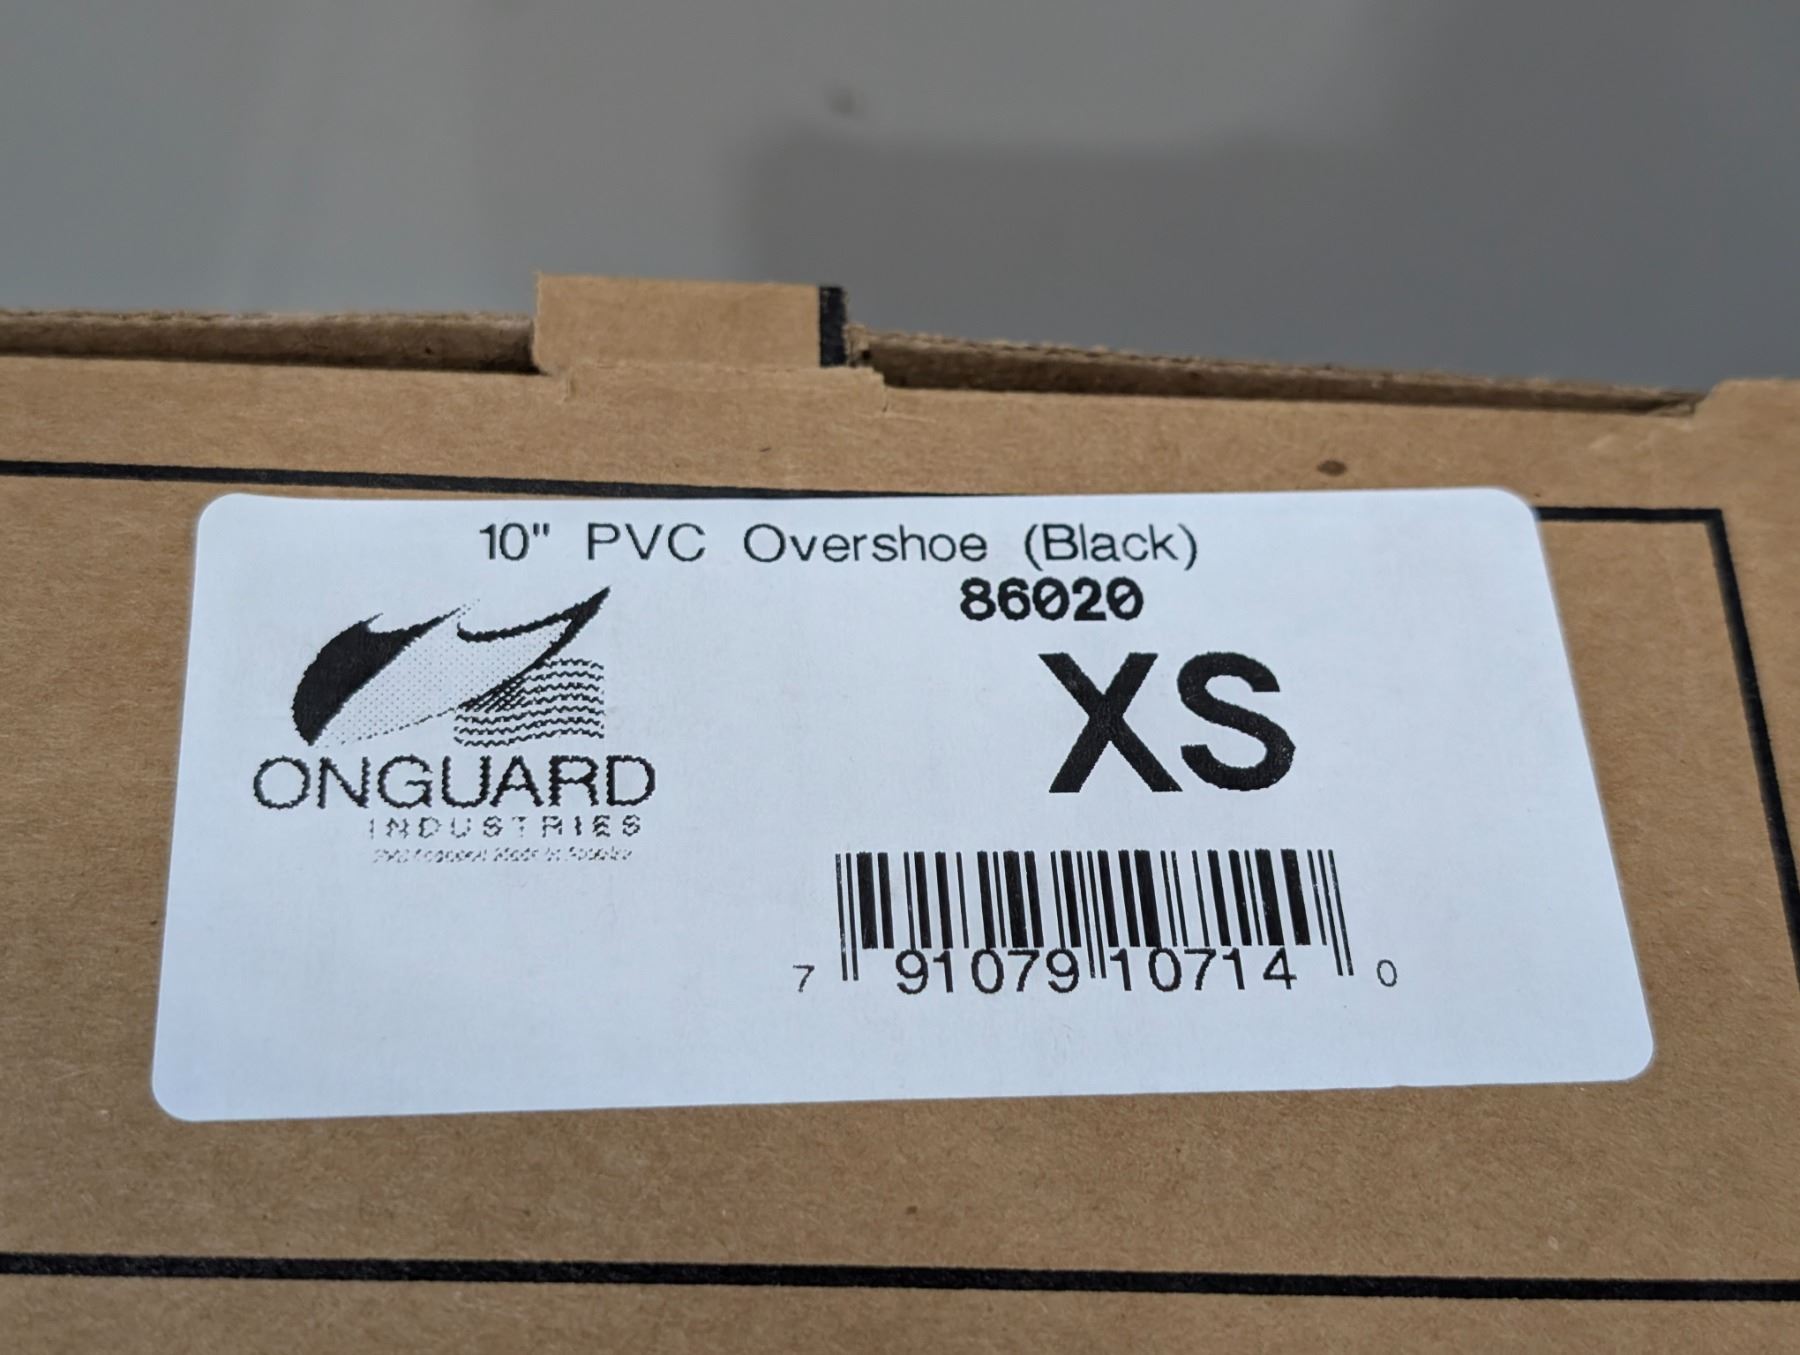 10" PVC Overshoe (Black)
86020
XS
ONGUARD
INDUSTRIES
7 91079 10714 0